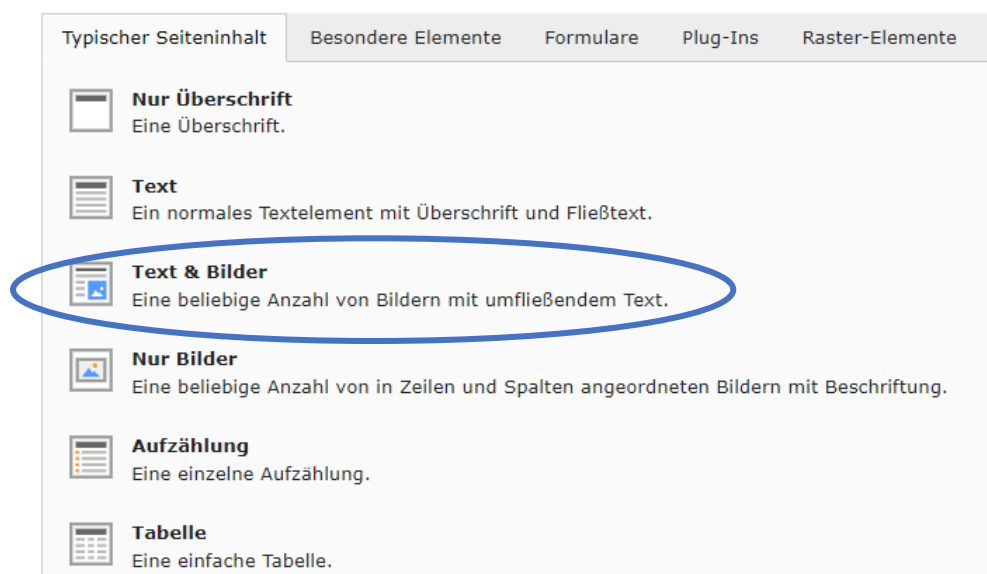 Typischer Seiteninhalt Besondere Elemente Formulare Plug-Ins Raster-Elemente
Nur Überschrift
Eine Überschrift.
Text
Ein normales Textelement mit Überschrift und Fließtext.
Text & Bilder
Eine beliebige Anzahl von Bildern mit umfließendem Text.
Nur Bilder
Eine beliebige Anzahl von in Zeilen und Spalten angeordneten Bildern mit Beschriftung.
Aufzählung
Eine einzelne Aufzählung.
Tabelle
Eine einfache Tabelle.